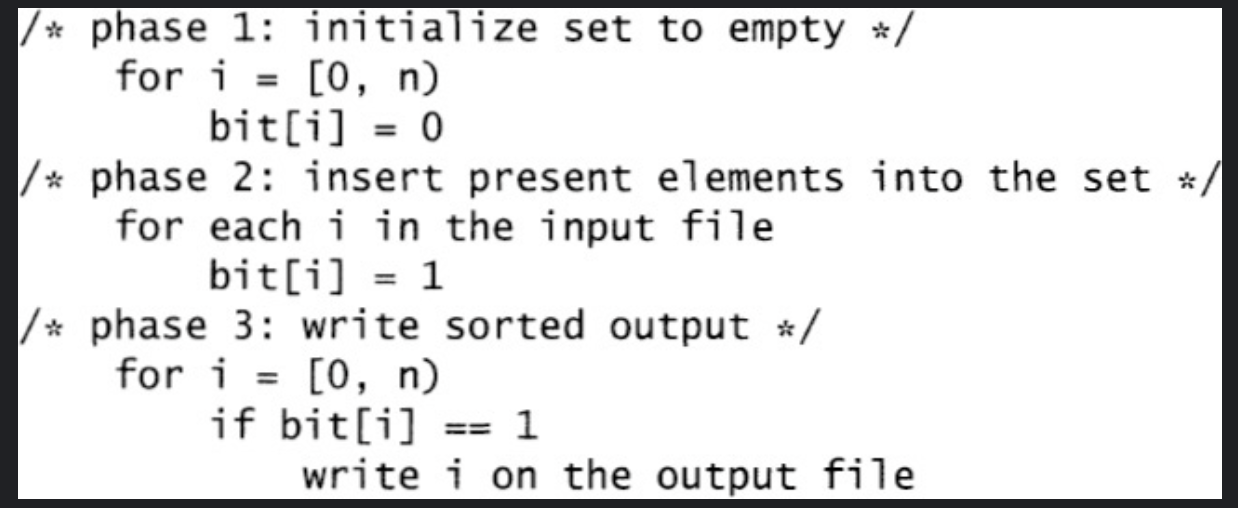 /* phase 1: initialize set to empty */
    for i = [0, n)
        bit[i] = 0
/* phase 2: insert present elements into the set */
    for each i in the input file
        bit[i] = 1
/* phase 3: write sorted output */
    for i = [0, n)
        if bit[i] == 1
            write i on the output file